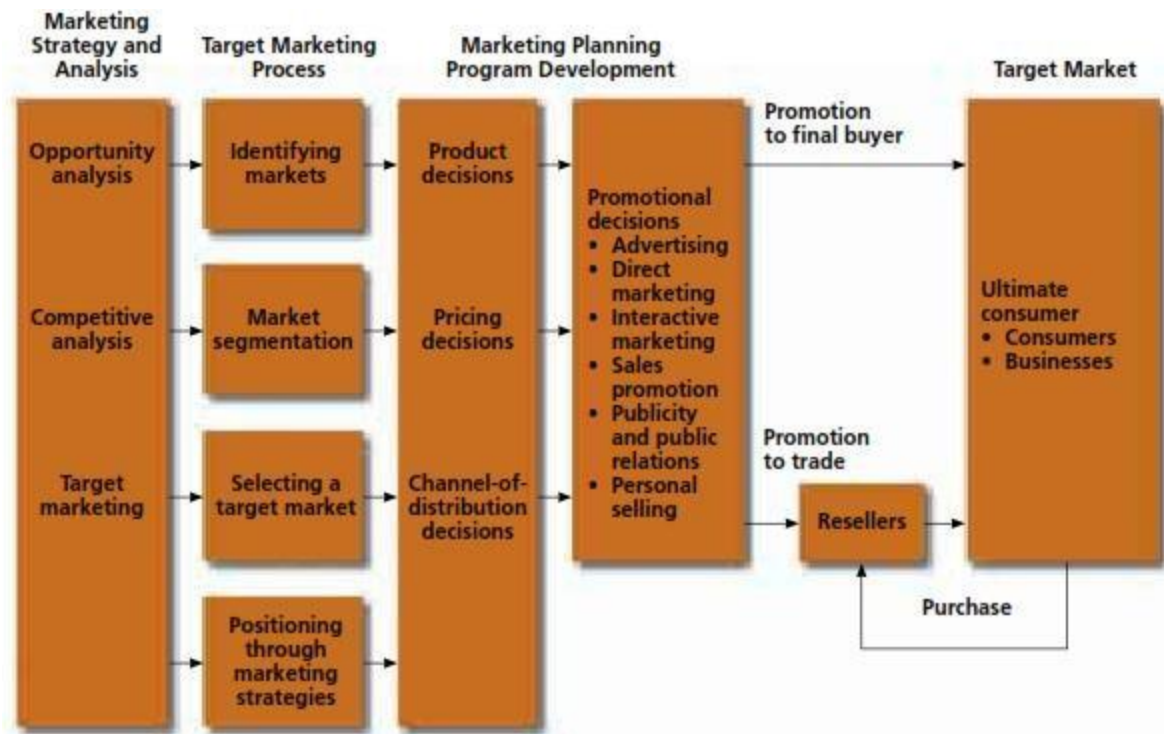 Marketing
Strategy and
Analysis
Target Marketing
Process
Marketing Planning
Program Development
Target Market
Opportunity
analysis
Competitive
analysis
Target
marketing
Identifying
markets
Market
segmentation
Selecting a
target market
Positioning
through
marketing
strategies
Product
decisions
Pricing
decisions
Channel-of-
distribution
decisions
Promotional
decisions
• Advertising
• Direct
marketing
• Interactive
marketing
• Sales
promotion
• Publicity
and public
relations
• Personal
selling
Promotion
to final buyer
Promotion
to trade
Resellers
Ultimate
consumer
• Consumers
• Businesses
Purchase